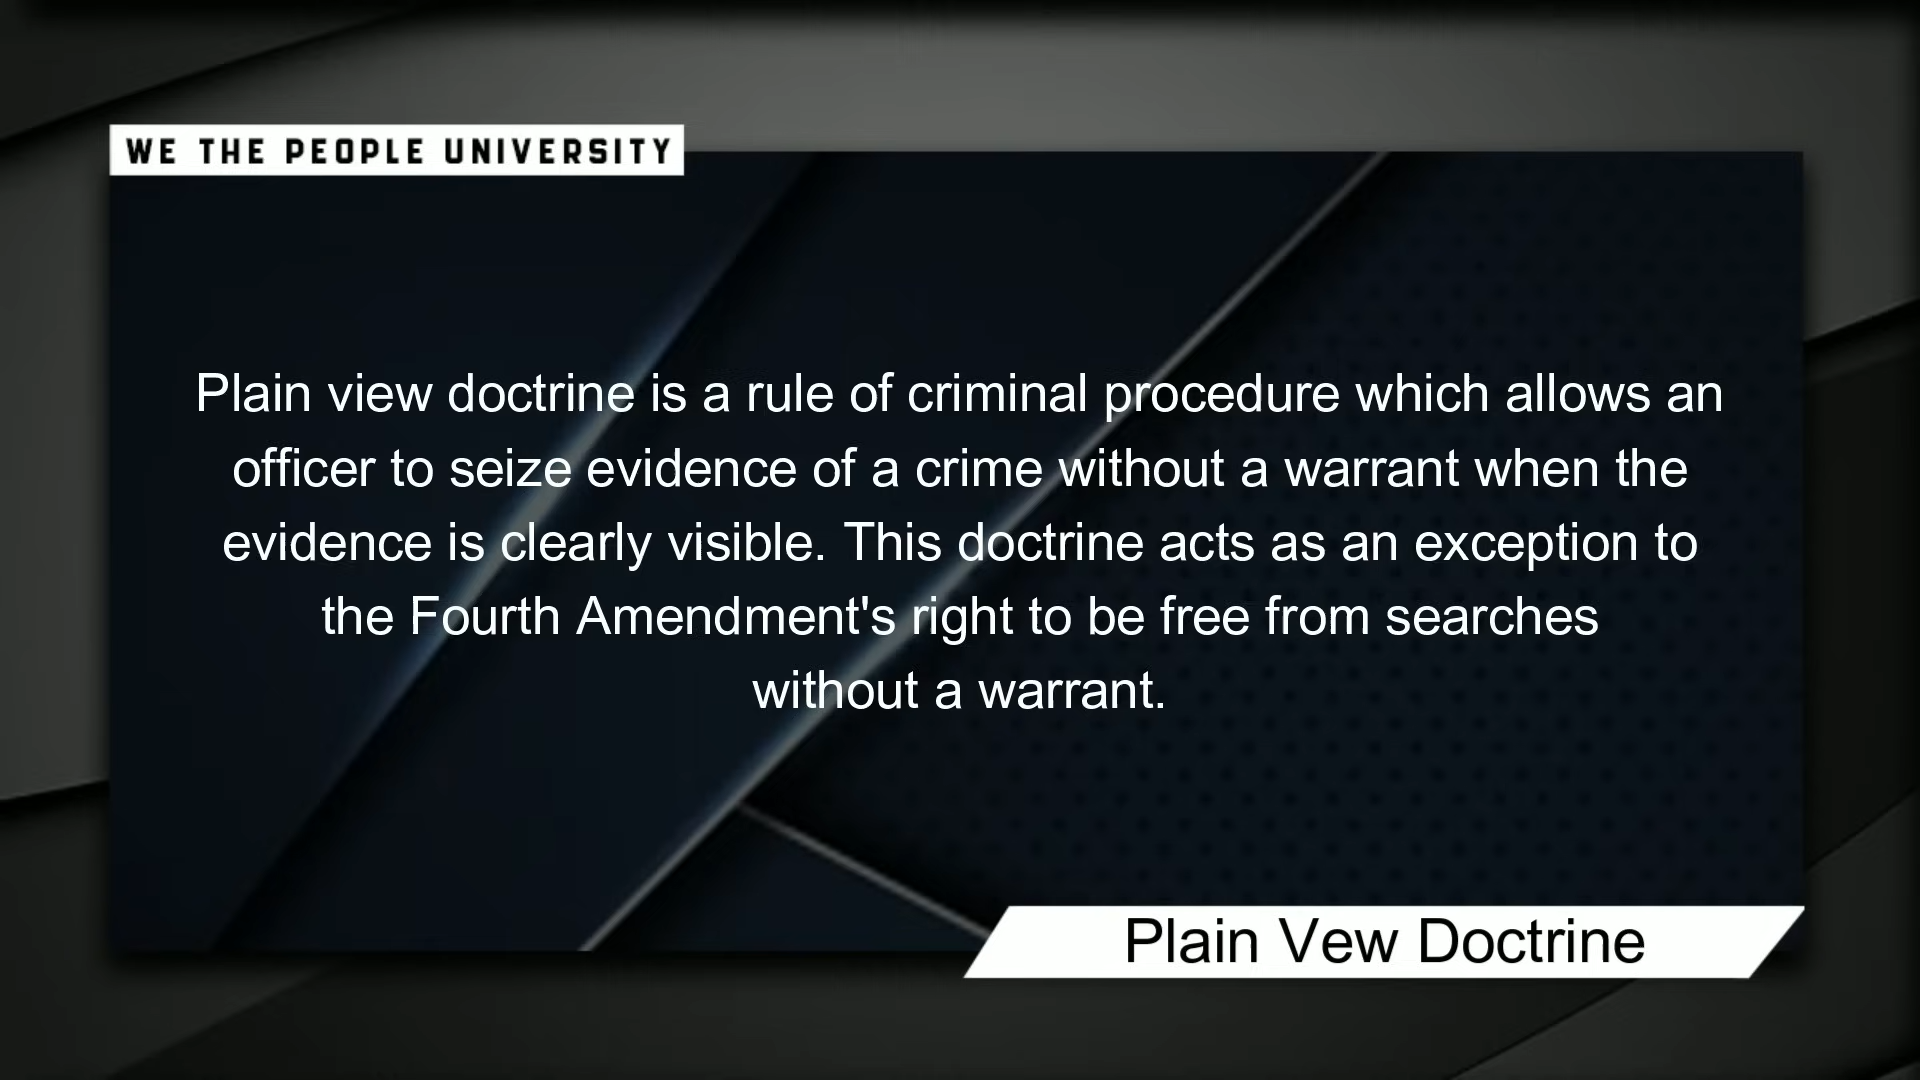 WE THE PEOPLE UNIVERSITY
Plain view doctrine is a rule of criminal procedure which allows an
officer to seize evidence of a crime without a warrant when the
evidence is clearly visible. This doctrine acts as an exception to
the Fourth Amendment's right to be free from searches
without a warrant.
Plain Vew Doctrine